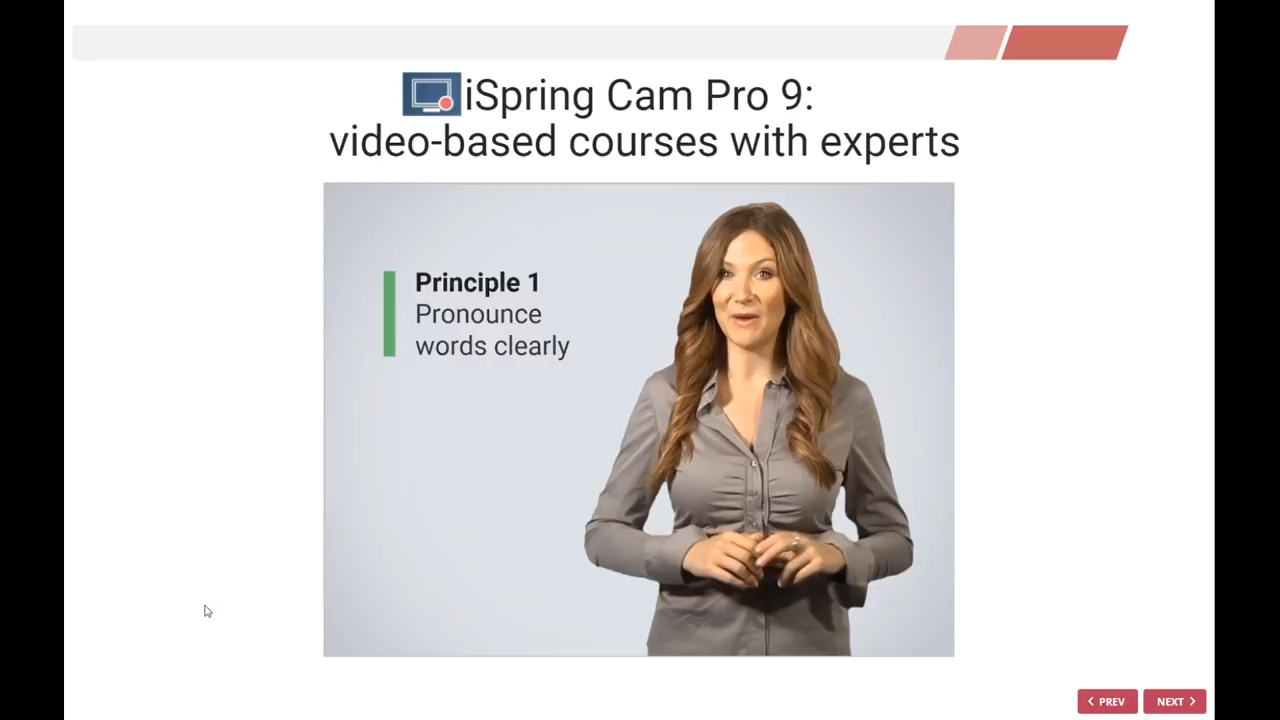 iSpring Cam Pro 9:
video-based courses with experts
Principle 1
Pronounce
words clearly
PREV
NEXT